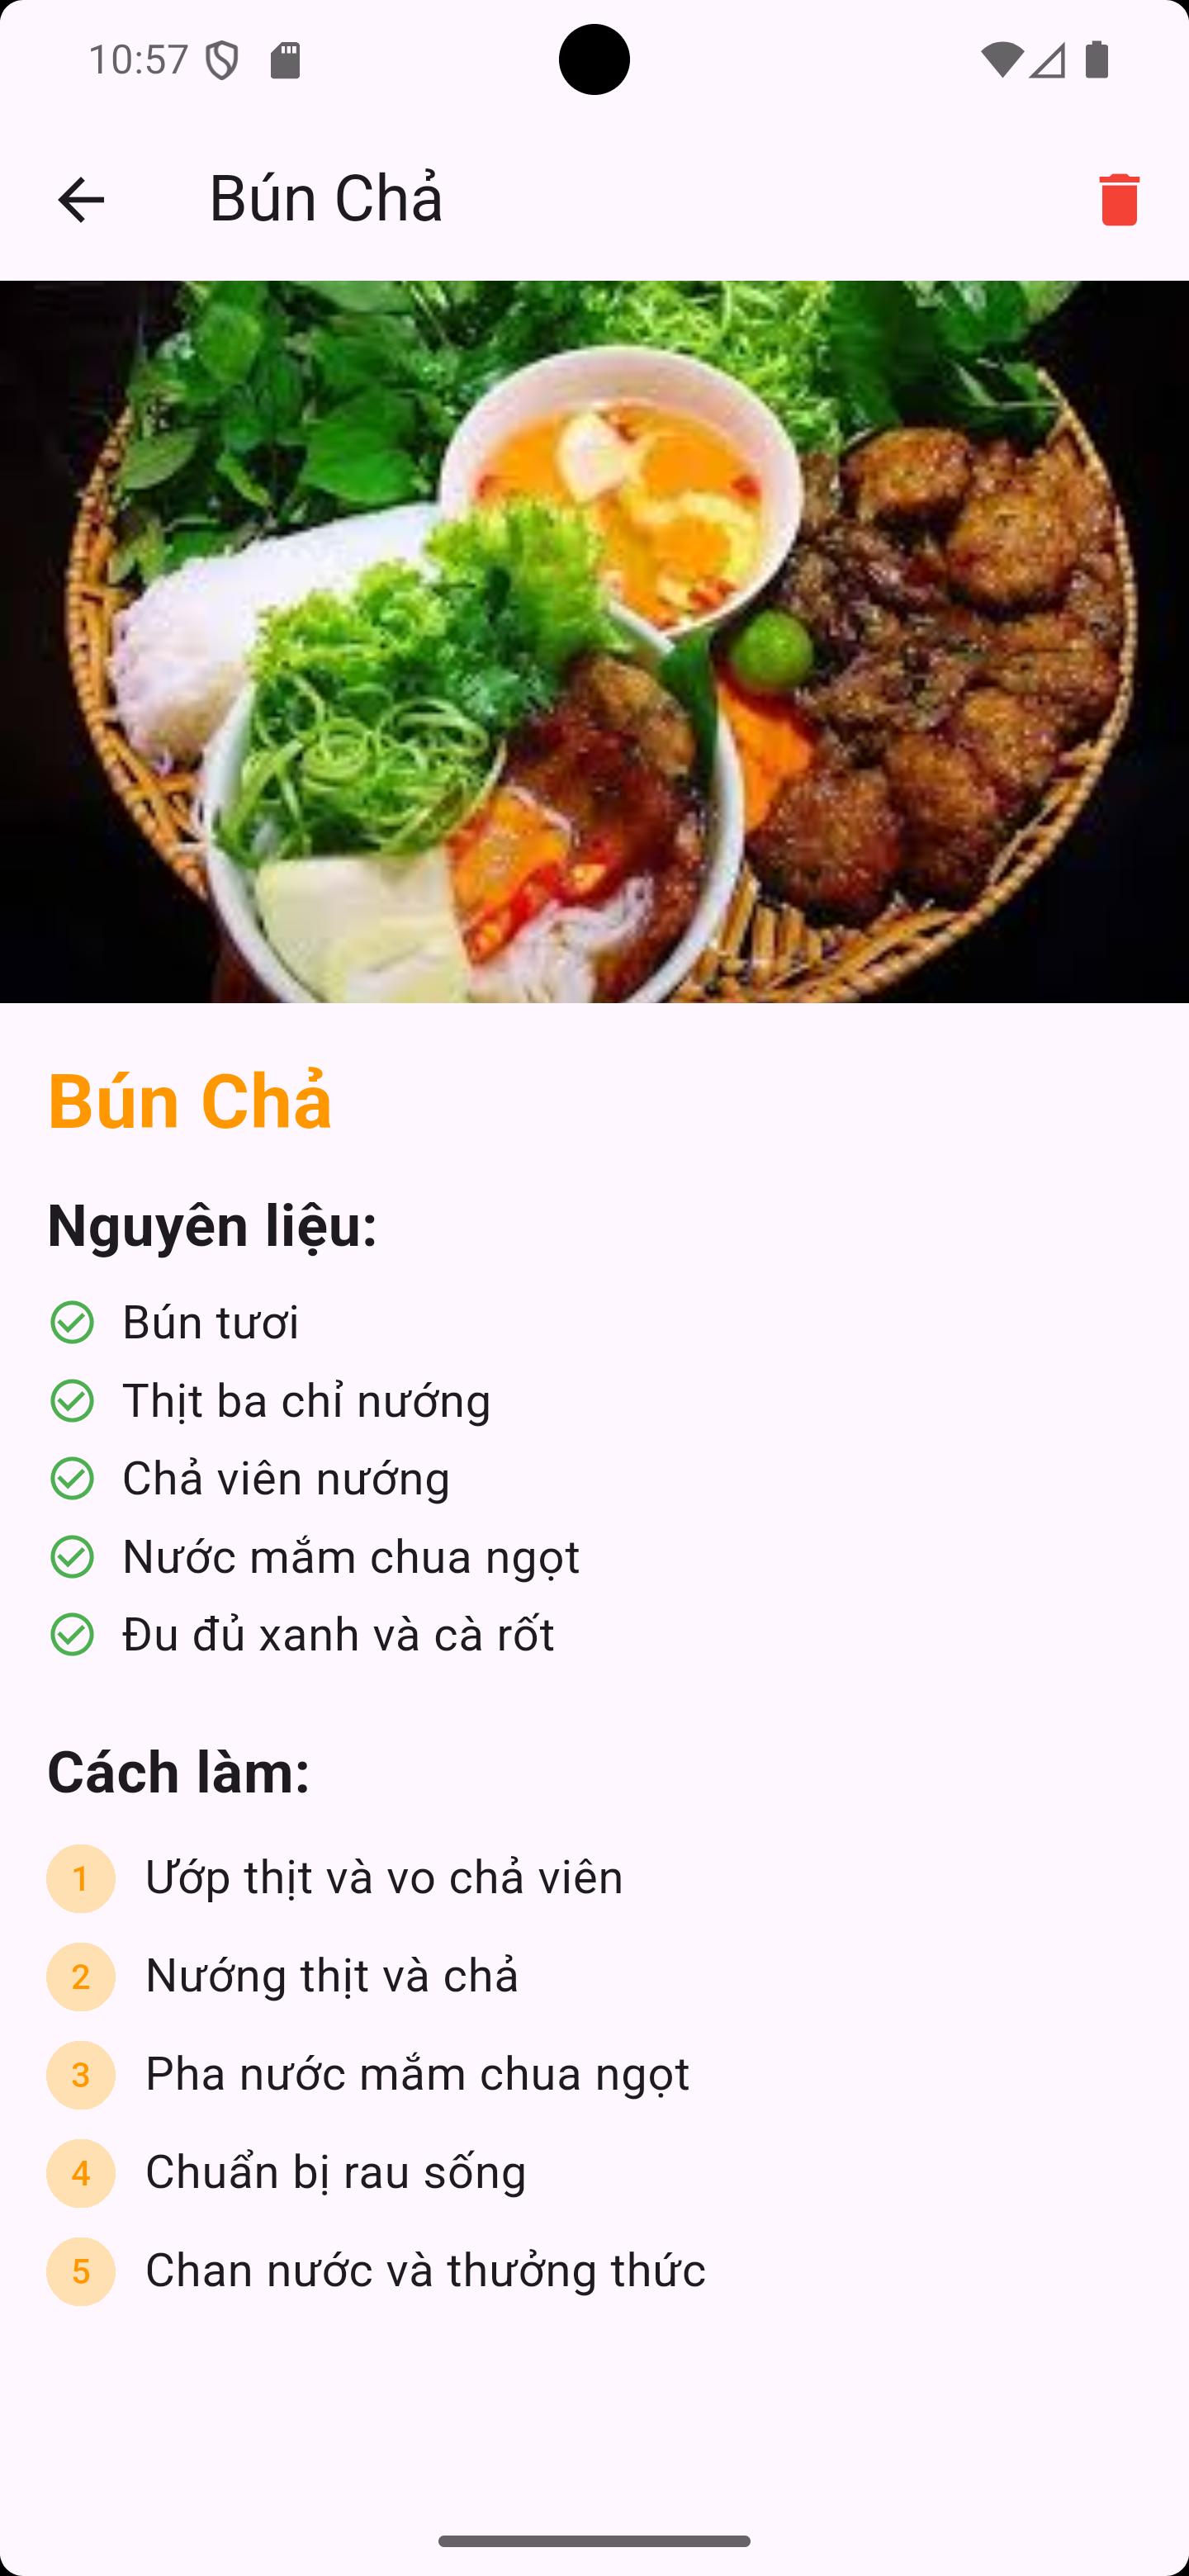 10:57
Bún Chả
Bún Chả
Nguyên liệu:
Bún tươi
Thịt ba chỉ nướng
Chả viên nướng
Nước mắm chua ngọt
Đu đủ xanh và cà rốt
Cách làm:
1 Ướp thịt và vo chả viên
2 Nướng thịt và chả
3 Pha nước mắm chua ngọt
4 Chuẩn bị rau sống
5 Chan nước và thưởng thức